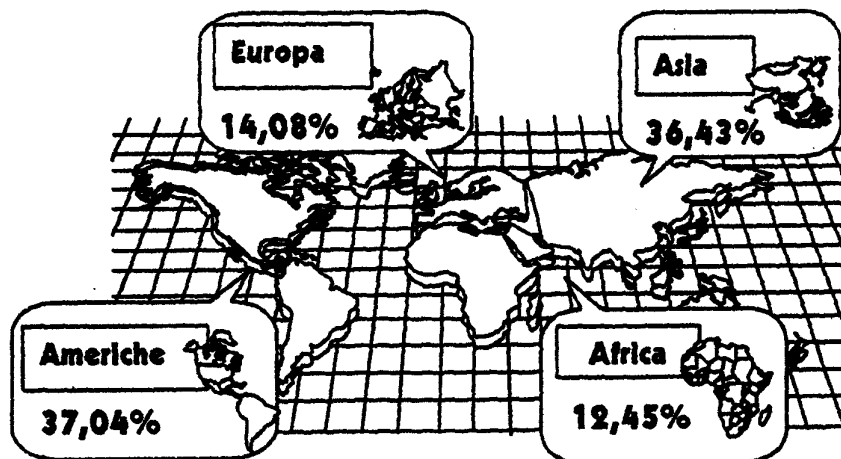 Europa
14,08%
Asia
36,43%
Americhe
37,04%
Africa
12,45%